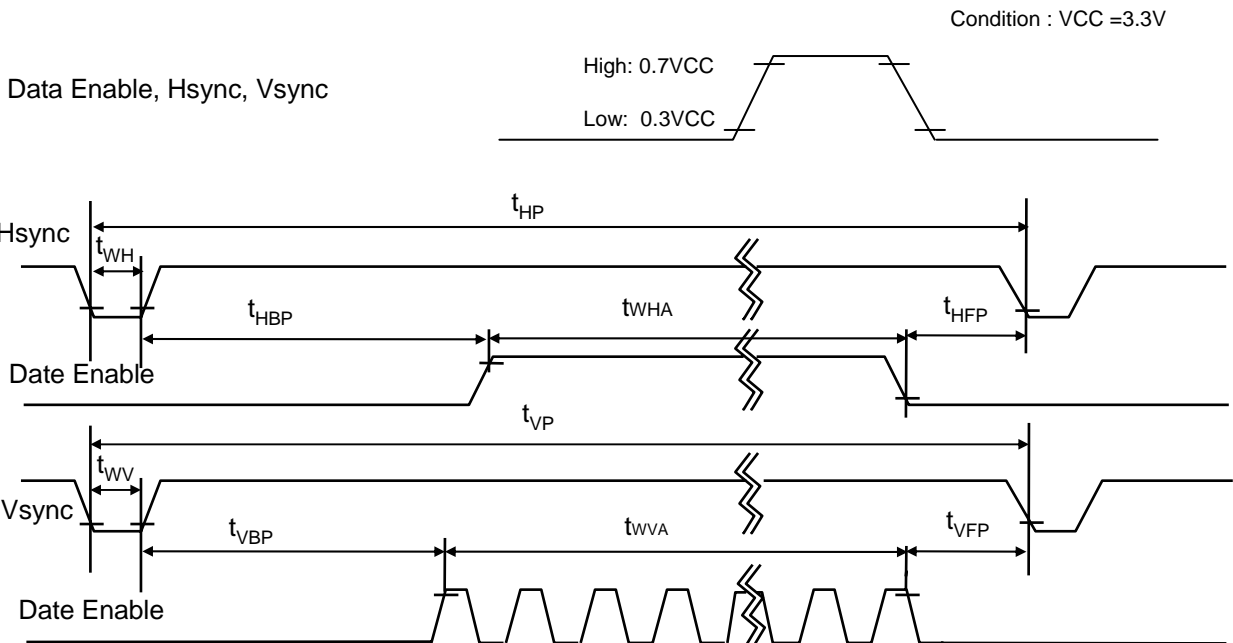 Condition : VCC =3.3V
High: 0.7VCC
Data Enable, Hsync, Vsync
Low: 0.3VCC
tHP
Hsync
tWH
tHBP
tWHA
tHFP
Date Enable
tVP
tWV
Vsync
tVBP
tWVA
tVFP
Date Enable